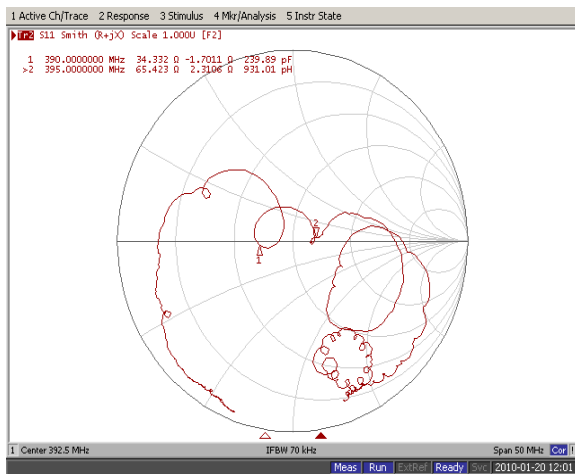 1 Active Ch/Trace 2 Response 3 Stimulus 4 Mkr/Analysis 5 Instr State
Tr2 S11 Smith (R+jX) Scale 1.000U [F2]
1 390.0000000 MHz 34.332 Ω -1.7011 Ω 239.89 pF
>2 395.0000000 MHz 65.423 Ω 2.3106 Ω 931.01 pH
2
1
1 Center 392.5 MHz IFBW 70 kHz Span 50 MHz Cor
Meas Run ExtRef Ready Svc 2010-01-20 12:01